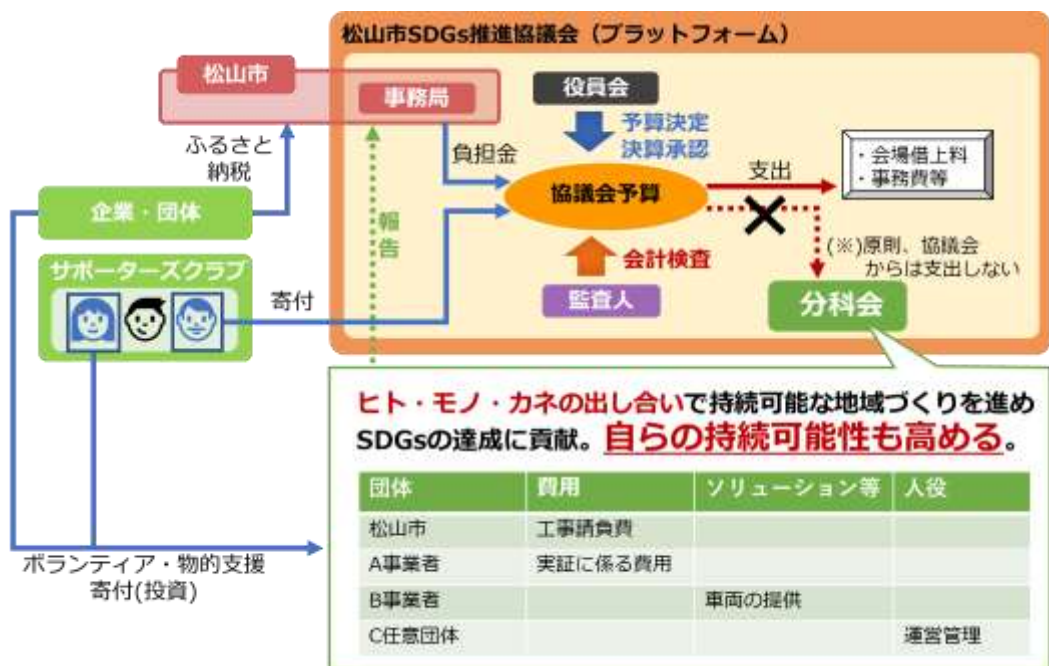 松山市SDGs推進協議会（プラットフォーム）
松山市
事務局
役員会
予算決定
決算承認
ふるさと
納税
負担金
支出
・会場借上料
・事務費等
協議会予算
企業・団体
報告
会計検査
(※)原則、協議会
からは支出しない
サポーターズクラブ
寄付
監査人
分科会
ヒト・モノ・カネの出し合いで持続可能な地域づくりを進め
SDGsの達成に貢献。自らの持続可能性も高める。
団体 費用 ソリューション等 人役
松山市 工事請負費
A事業者 実証に係る費用
B事業者 車両の提供
C任意団体 運営管理
ボランティア・物的支援
寄付(投資)